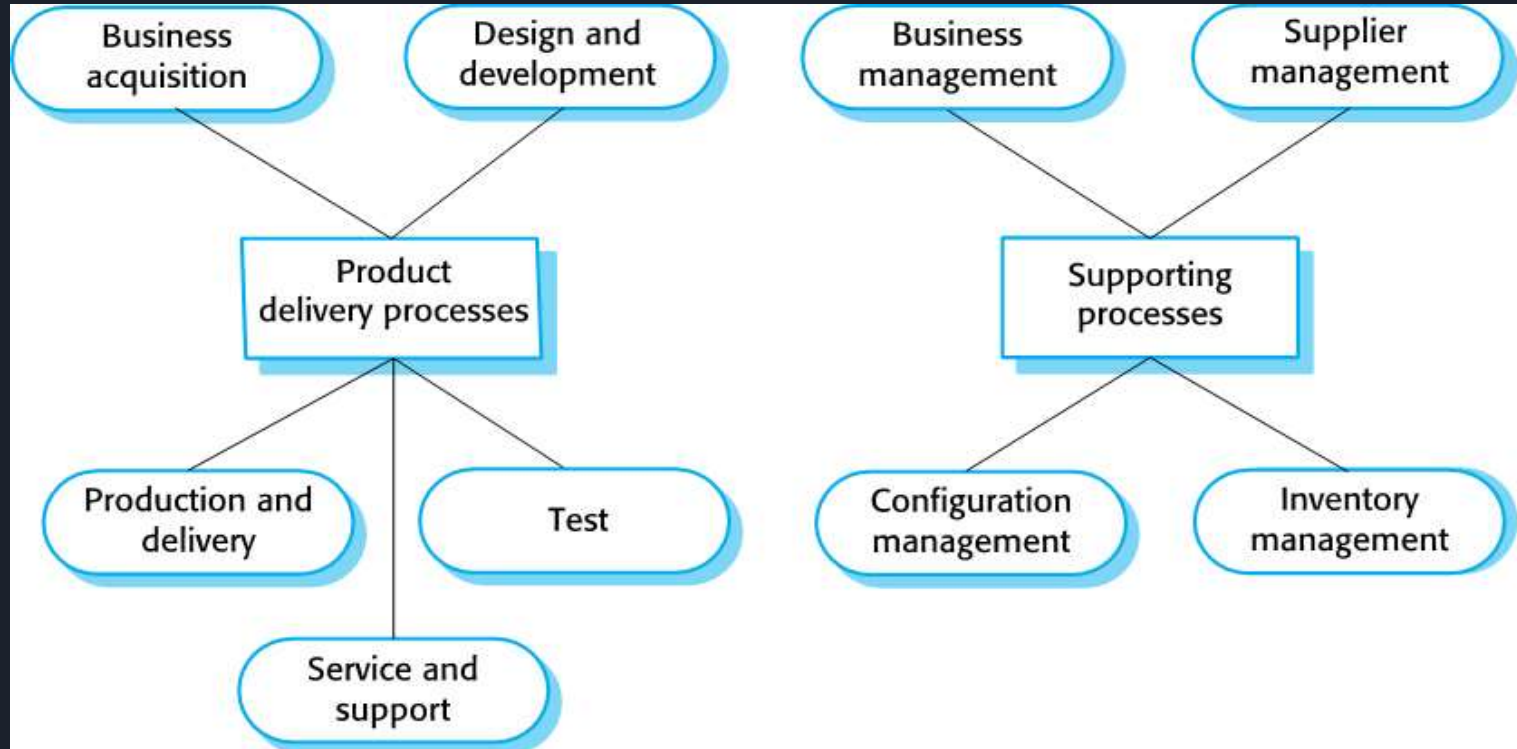 Business
acquisition
Design and
development
Business
management
Supplier
management
Product
delivery processes
Supporting
processes
Production and
delivery
Test
Configuration
management
Inventory
management
Service and
support